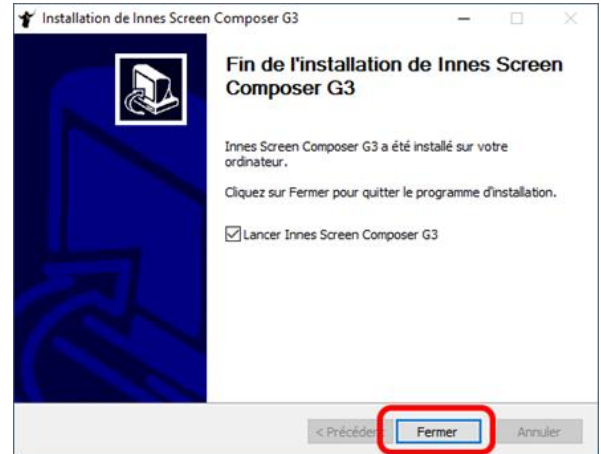 Installation de Innes Screen Composer G3
Fin de l'installation de Innes Screen
Composer G3
Innes Screen Composer G3 a été installé sur votre
ordinateur.
Cliquez sur Fermer pour quitter le programme d'installation.
Lancer Innes Screen Composer G3
< Précéden Fermer Annuler